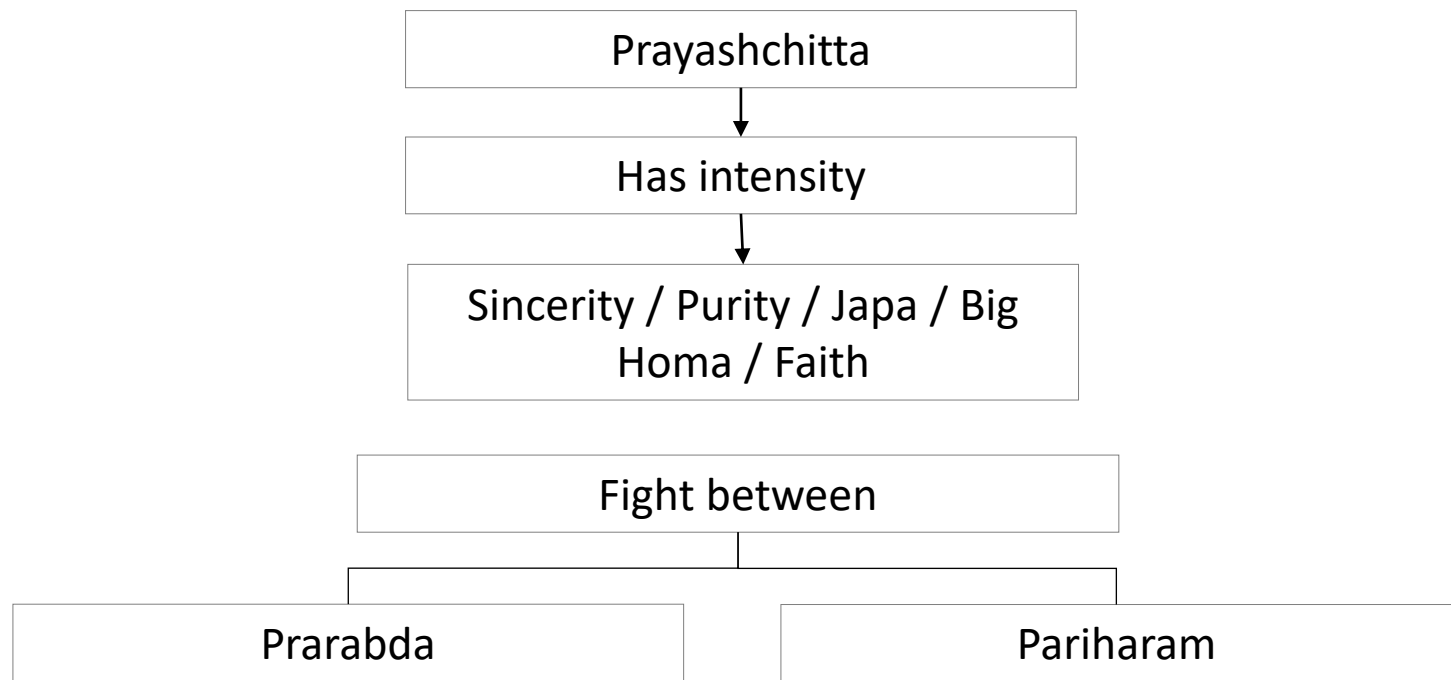 Prayashchitta
Has intensity
Sincerity / Purity / Japa / Big
Homa / Faith
Fight between
Prarabda
Pariharam